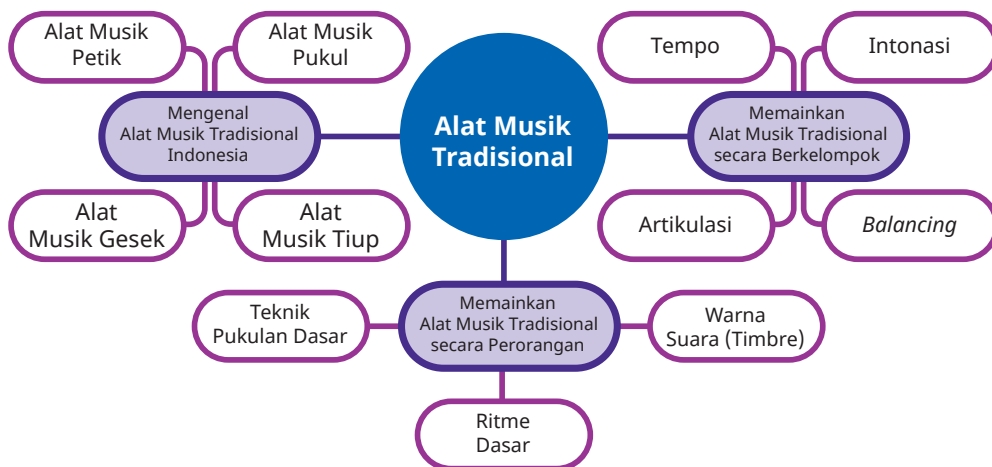 Alat Musik
Petik
Alat Musik
Pukul
Mengenal
Alat Musik Tradisional
Indonesia
Alat
Musik Gesek
Alat
Musik Tiup
Alat Musik
Tradisional
Tempo
Intonasi
Memainkan
Alat Musik Tradisional
secara Berkelompok
Artikulasi
Balancing
Teknik
Pukulan Dasar
Memainkan
Alat Musik Tradisional
secara Perorangan
Warna
Suara (Timbre)
Ritme
Dasar